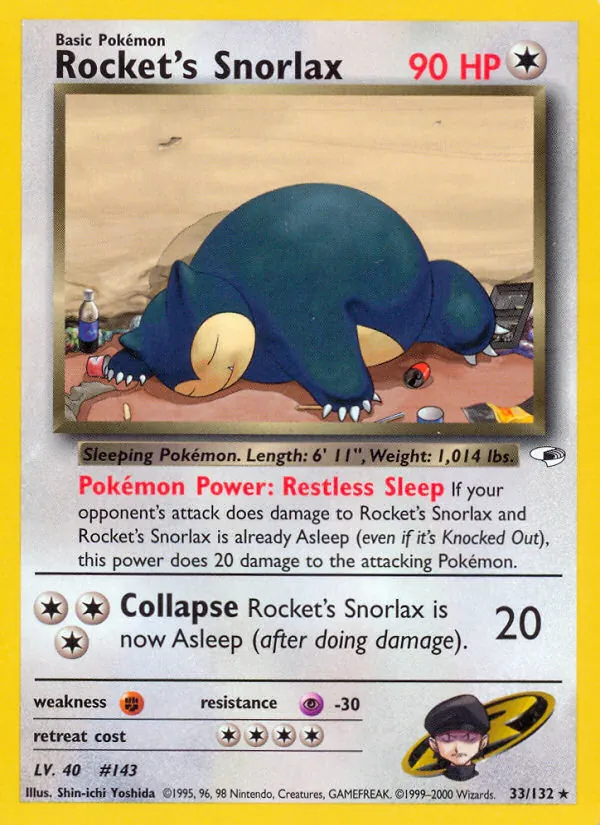 Basic Pokémon
Rocket's Snorlax
90 HP
Sleeping Pokémon. Length: 6' 11", Weight: 1,014 lbs.
Pokémon Power: Restless Sleep If your
opponent's attack does damage to Rocket's Snorlax and
Rocket's Snorlax is already Asleep (even if it's Knocked Out),
this power does 20 damage to the attacking Pokémon.
Collapse Rocket's Snorlax is
now Asleep (after doing damage).
20
weakness
resistance
-30
retreat cost
LV. 40 #143
Illus. Shin-ichi Yoshida ©1995, 96, 98 Nintendo, Creatures, GAMEFREAK. ©1999-2000 Wizards. 33/132 ★